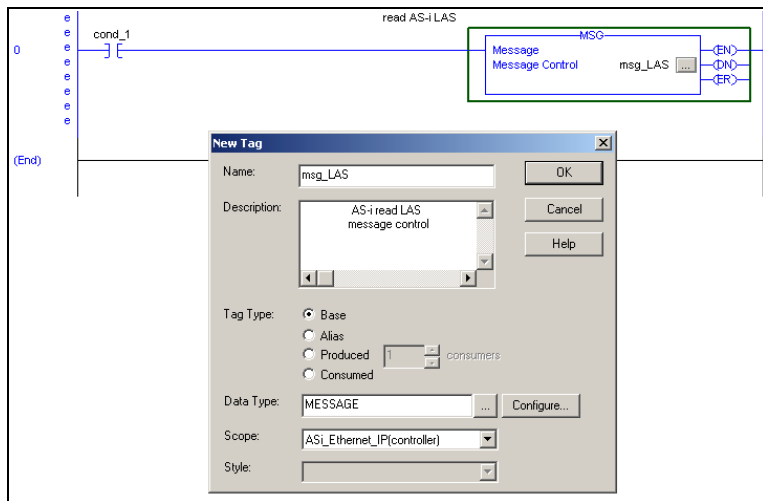 read AS-i LAS
e
e
cond_1
MSG
0
e
Message
EN
e
Message Control
msg_LAS
...
DN
e
ER
e
e
e
New Tag
(End)
Name:
msg_LAS
OK
Description:
AS-i read LAS
message control
Cancel
Help
Tag Type:
Base
Alias
Produced
1
consumers
Consumed
Data Type:
MESSAGE
...
Configure...
Scope:
ASi_Ethernet_IP(controller)
Style: